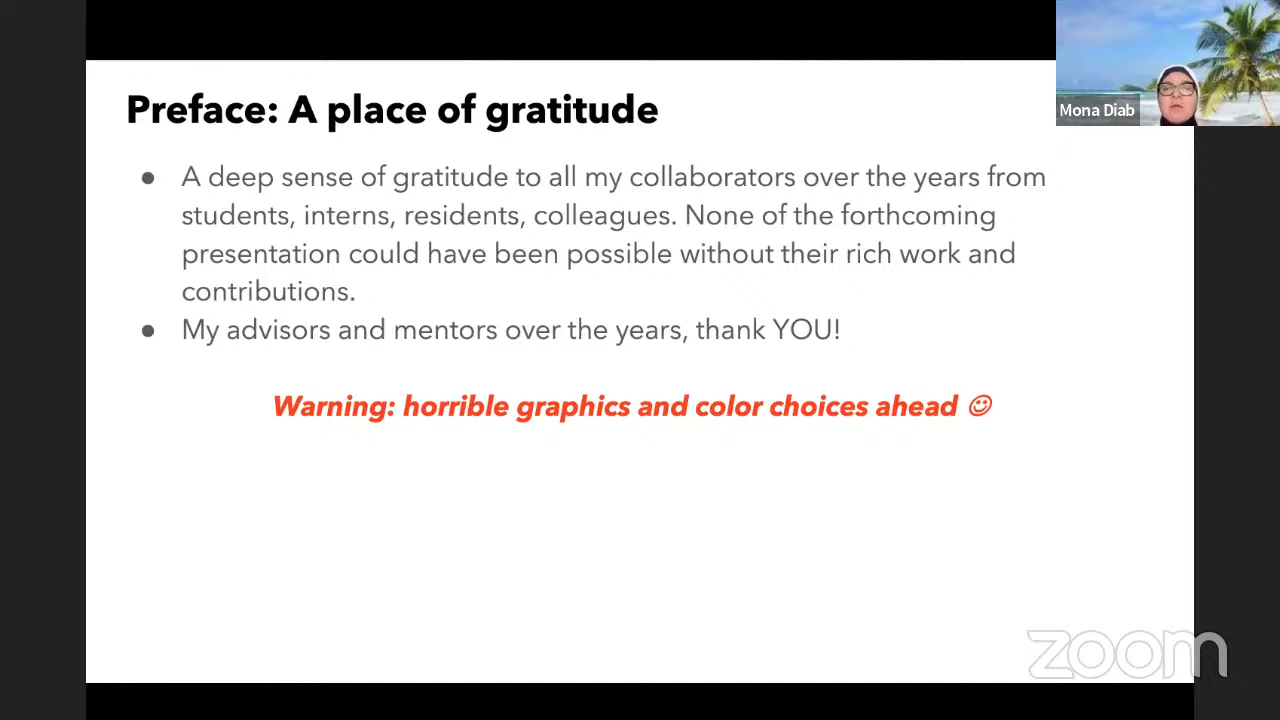 Preface: A place of gratitude
Mona Diab
● A deep sense of gratitude to all my collaborators over the years from
students, interns, residents, colleagues. None of the forthcoming
presentation could have been possible without their rich work and
contributions.
● My advisors and mentors over the years, thank YOU!
Warning: horrible graphics and color choices ahead ☺
zoom